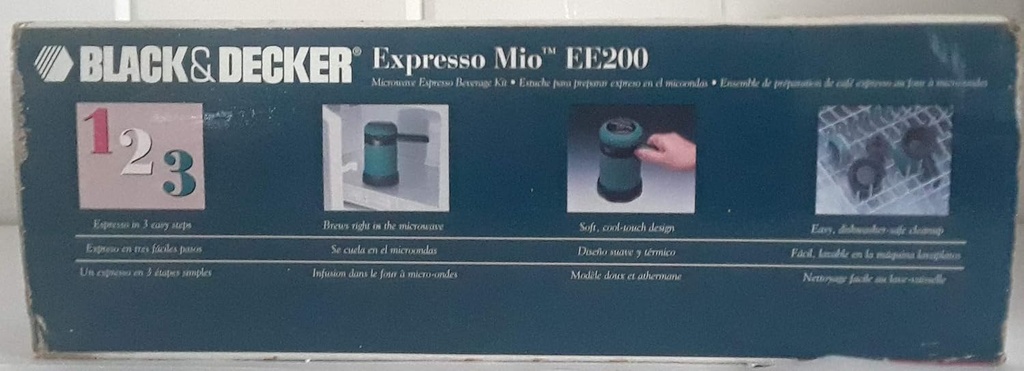 BLACK & DECKER® Expresso Mio™ EE200
Microwave Espresso Beverage Kit • Estuche para preparar expreso en el microondas • Ensemble de préparation de café expresso au four à micro-ondes
1 2 3
Espresso in 3 easy steps
Brews right in the microwave
Soft, cool-touch design
Easy, dishwasher-safe cleanup
Expreso en tres fáciles pasos
Se cuela en el microondas
Diseño suave y térmico
Fácil, lavable en la máquina lavaplatos
Un espresso en 3 étapes simples
Infusion dans le four à micro-ondes
Modèle doux et athermane
Nettoyage facile au lave-vaisselle